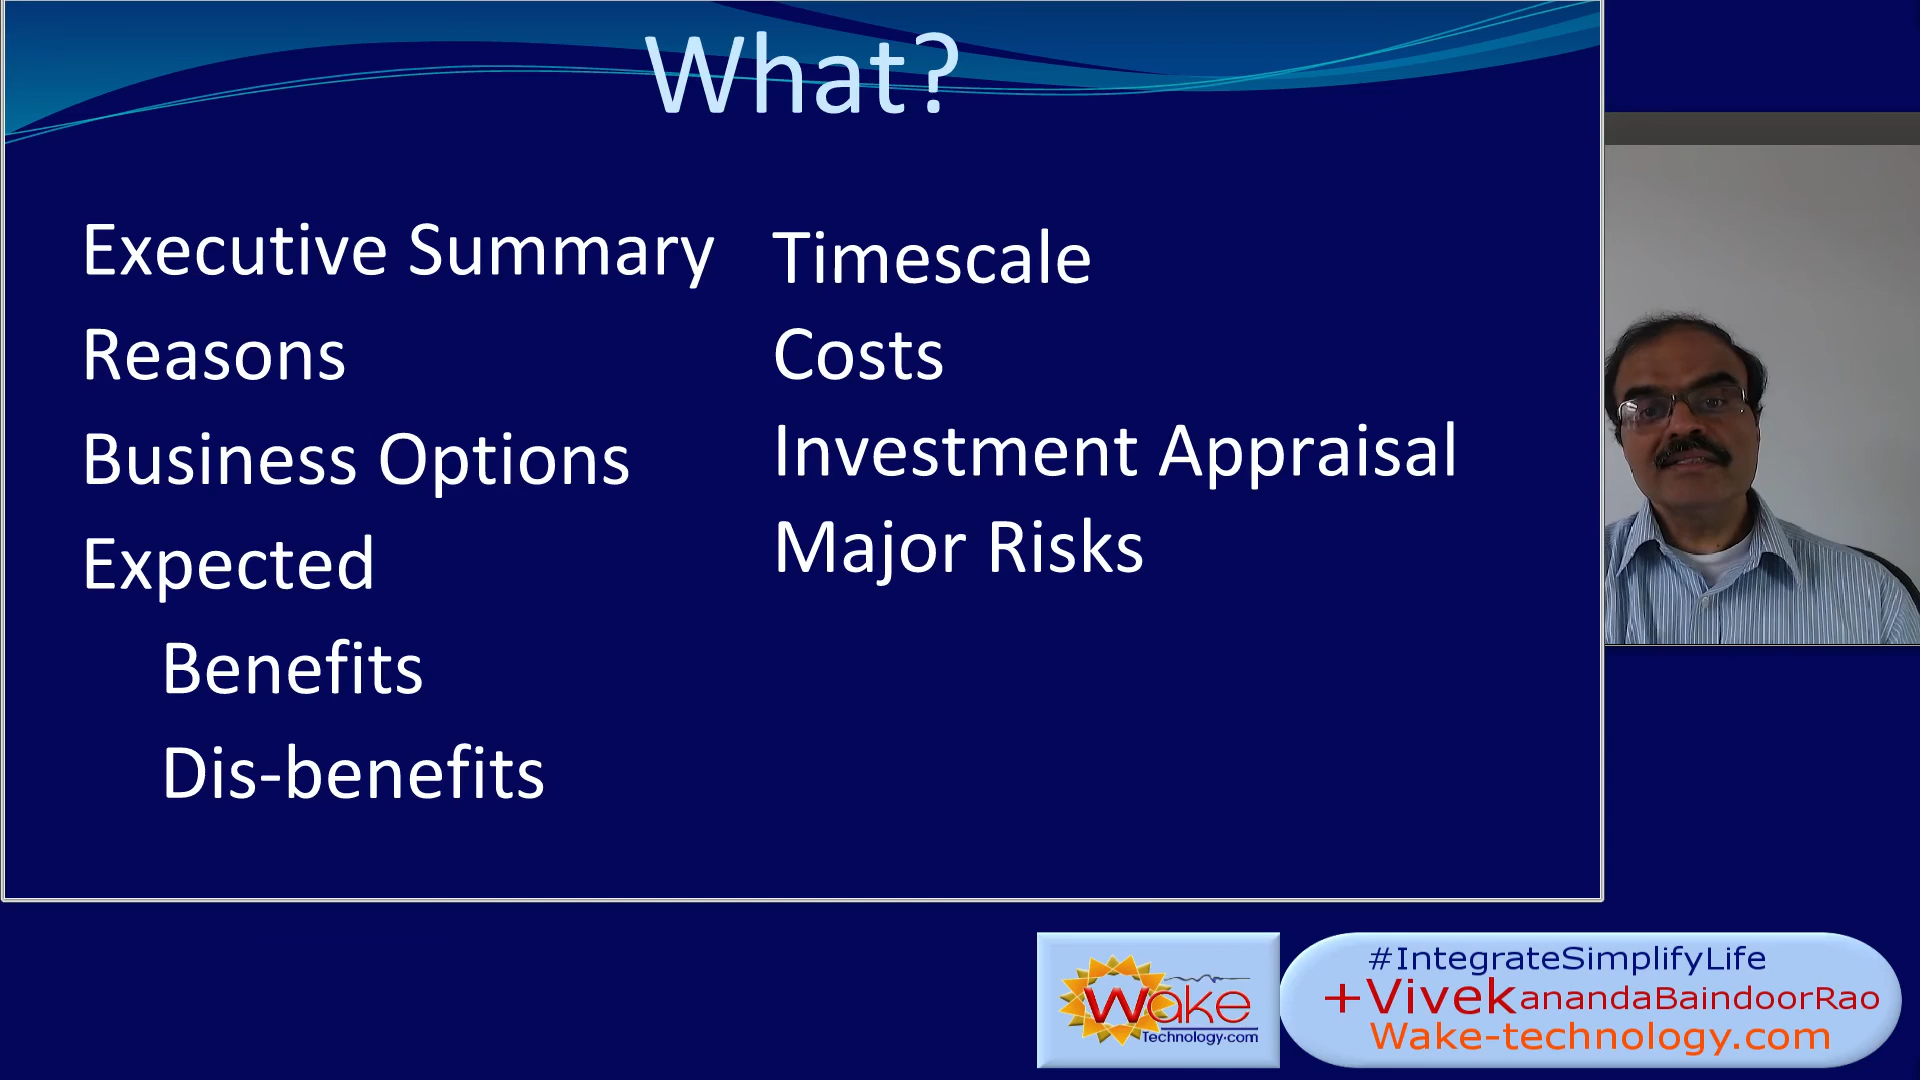 What?
Executive Summary
Reasons
Business Options
Expected
Benefits
Dis-benefits
Timescale
Costs
Investment Appraisal
Major Risks
Wake
Technology.com
#IntegrateSimplifyLife
+VivekanandaBaindoorRao
Wake-technology.com